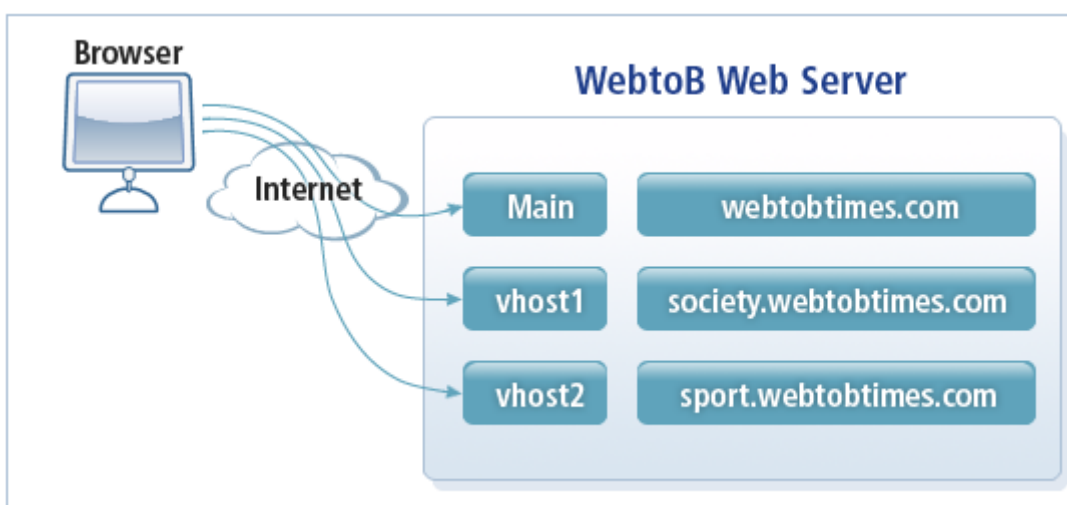 Browser
WebtoB Web Server
Internet
Main
webtobtimes.com
vhost1
society.webtobtimes.com
vhost2
sport.webtobtimes.com